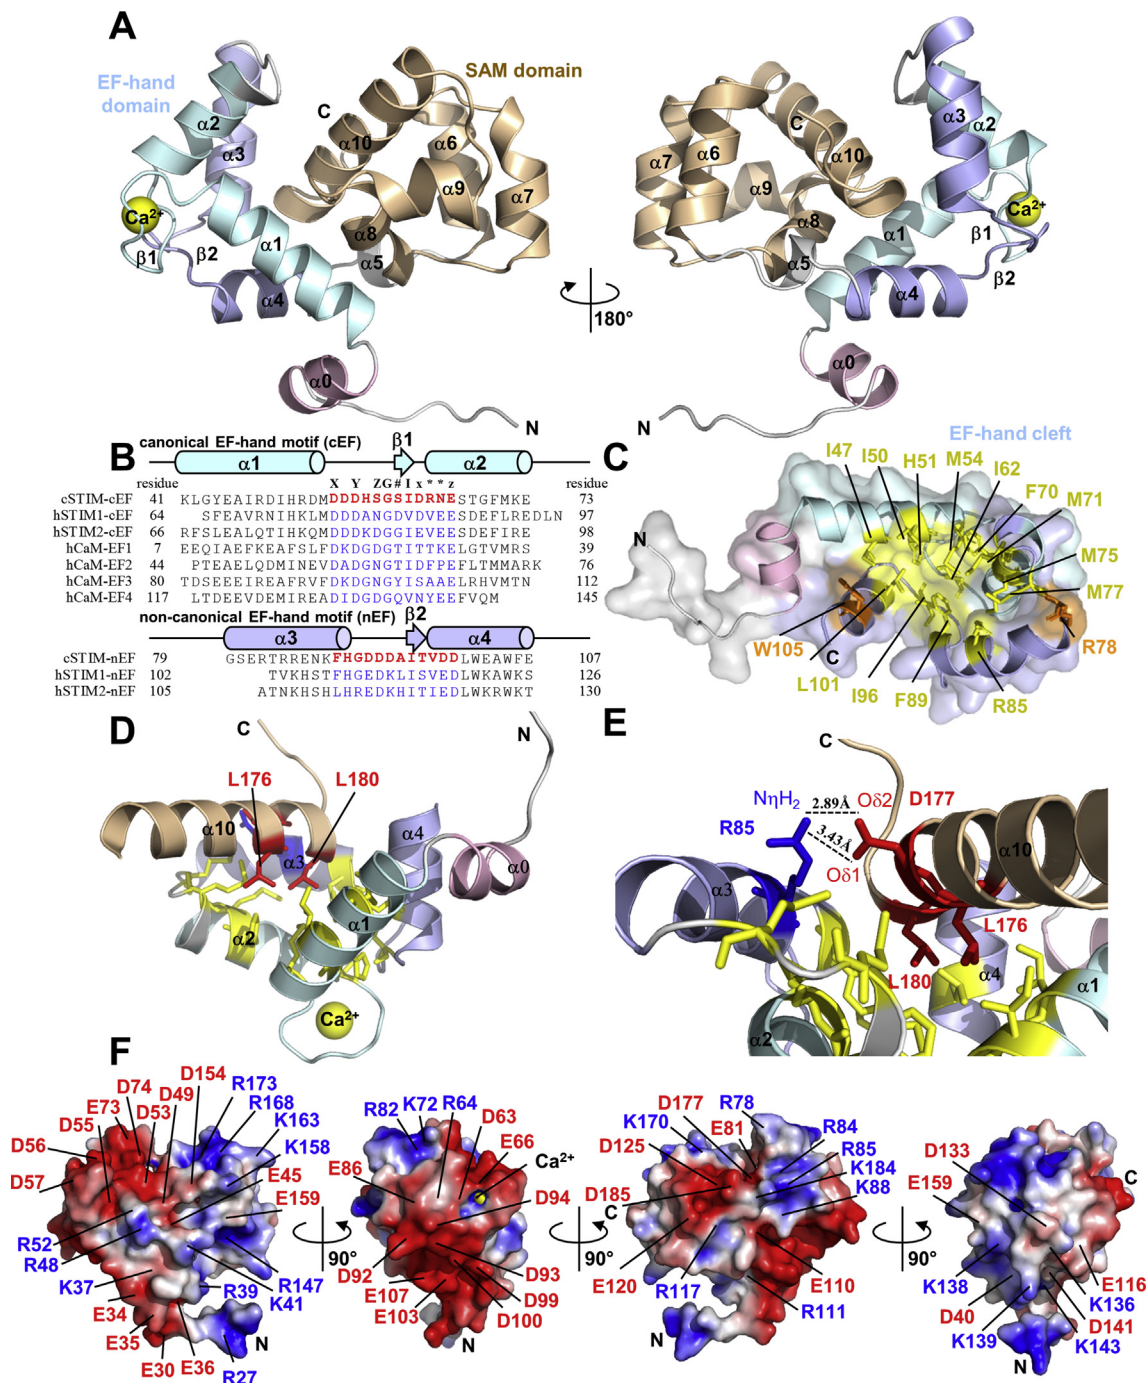 A
EF-hand
domain
SAM domain
α2
α3
C
α10
α6
α9
α7
α8
α5
α1
Ca2+
β1
β2
α4
α0
N
180°
α7
α6
C
α10
α9
α8
α5
α1
α3
α2
Ca2+
β1
β2
α4
α0
N
B
canonical EF-hand motif (cEF)
β1
α1
α2
residue
X Y ZG#Ix**z
residue
cSTIM-cEF 41 KLGYEAIRDIHRDMDDDHSGSIDRNESTGFMKE 73
hSTIM1-cEF 64 SFEAVRNIHKLMDDDANGDVDVEESDEFLREDLN 97
hSTIM2-cEF 66 RFSLEALQTIHKQMDDDKDGGIEVEESDEFIRE 98
hCaM-EF1 7 EEQIAEFKEAFSLFDKDGDGTITTKELGTVMRS 39
hCaM-EF2 44 PTEAELQDMINEVDADGNGTIDFPEFLTMMARK 76
hCaM-EF3 80 TDSEEEIREAFRVFDKDGNGYISAAELRHVMTN 112
hCaM-EF4 117 LTDEEVDEMIREADIDGDGQVNYEEFVQM 145
non-canonical EF-hand motif (nEF)
β2
α3
α4
cSTIM-nEF 79 GSERTRRENKFHGDDDAITVDDLWEAWFE 107
hSTIM1-nEF 102 TVKHSTFHGEDKLISVEDLWKAWKS 126
hSTIM2-nEF 105 ATNKHSHLHREDKHITIEDLWKRWKT 130
C
EF-hand cleft
I47
I50
H51
M54
I62
F70
M71
M75
M77
R78
R85
F89
I96
L101
W105
C
N
D
C
N
L176
L180
α10
α3
α4
α0
α1
α2
Ca2+
E
C
NηH2
2.89Å
Oδ2
D177
R85
3.43Å
Oδ1
α10
α3
L176
L180
α4
α1
α2
F
D154
D49
D74
R173
E73
D53
R168
D55
K163
D56
K158
D57
E45
E159
R52
R48
K37
R39
R147
K41
E34
E35
E30
E36
R27
N
90°
R82
K72
R64
D63
E66
E86
Ca2+
D94
D92
D93
E107
D99
E103
D100
N
90°
D177
R78
K170
E81
R84
D125
R85
K184
K88
D185
C
E120
R117
E110
R111
N
90°
D133
C
E159
K138
E116
D40
K136
K139
D141
K143
N